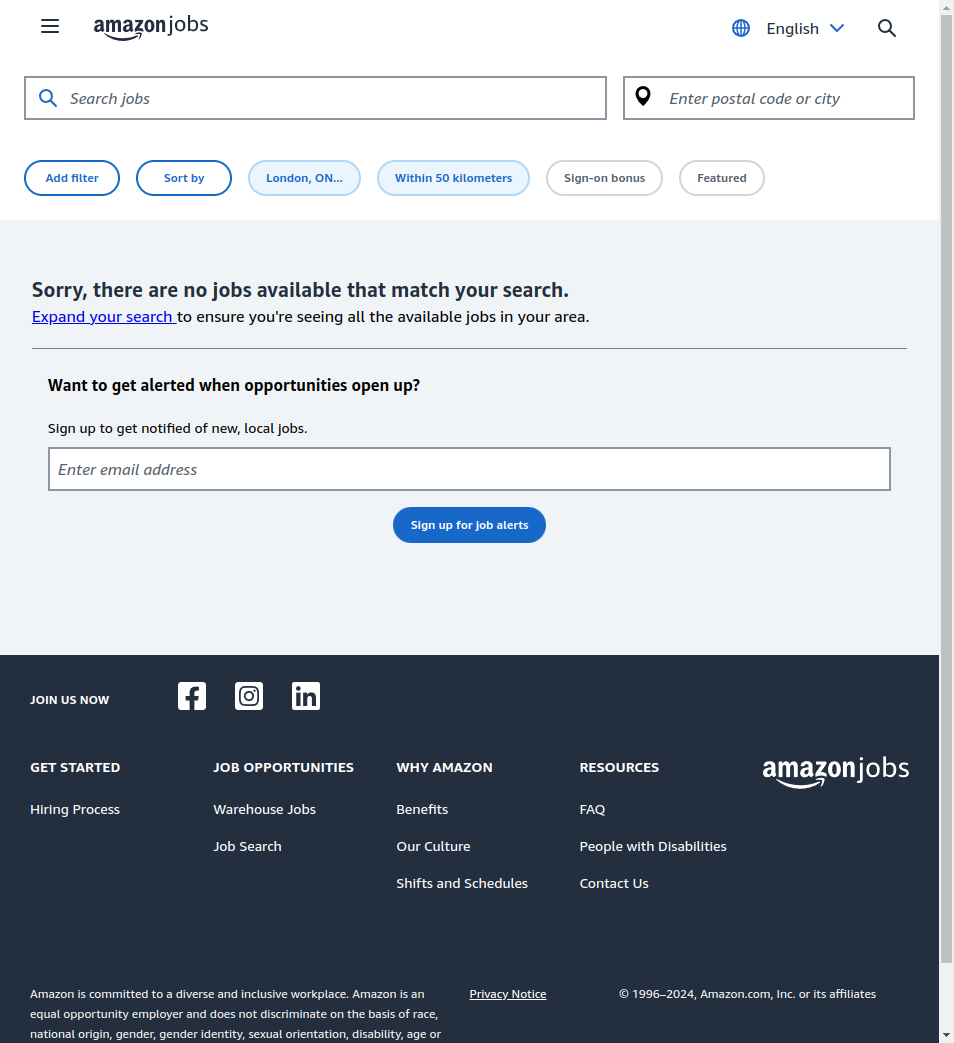 amazon jobs
English
Search jobs
Enter postal code or city
Add filter
Sort by
London, ON...
Within 50 kilometers
Sign-on bonus
Featured
Sorry, there are no jobs available that match your search.
Expand your search to ensure you're seeing all the available jobs in your area.
Want to get alerted when opportunities open up?
Sign up to get notified of new, local jobs.
Enter email address
Sign up for job alerts
JOIN US NOW
GET STARTED
Hiring Process
JOB OPPORTUNITIES
Warehouse Jobs
Job Search
WHY AMAZON
Benefits
Our Culture
Shifts and Schedules
RESOURCES
FAQ
People with Disabilities
Contact Us
amazon jobs
Amazon is committed to a diverse and inclusive workplace. Amazon is an
equal opportunity employer and does not discriminate on the basis of race,
national origin, gender, gender identity, sexual orientation, disability, age or
Privacy Notice
© 1996–2024, Amazon.com, Inc. or its affiliates